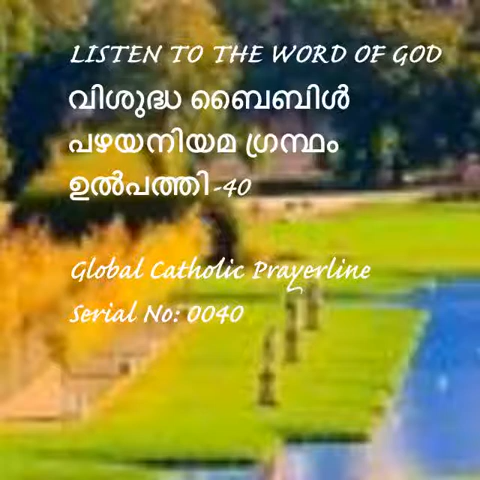 LISTEN TO THE WORD OF GOD
വിശുദ്ധ ബൈബിൾ
പഴയനിയമ ഗ്രന്ഥം
ഉൽപത്തി-40
Global Catholic Prayerline
Serial No: 0040